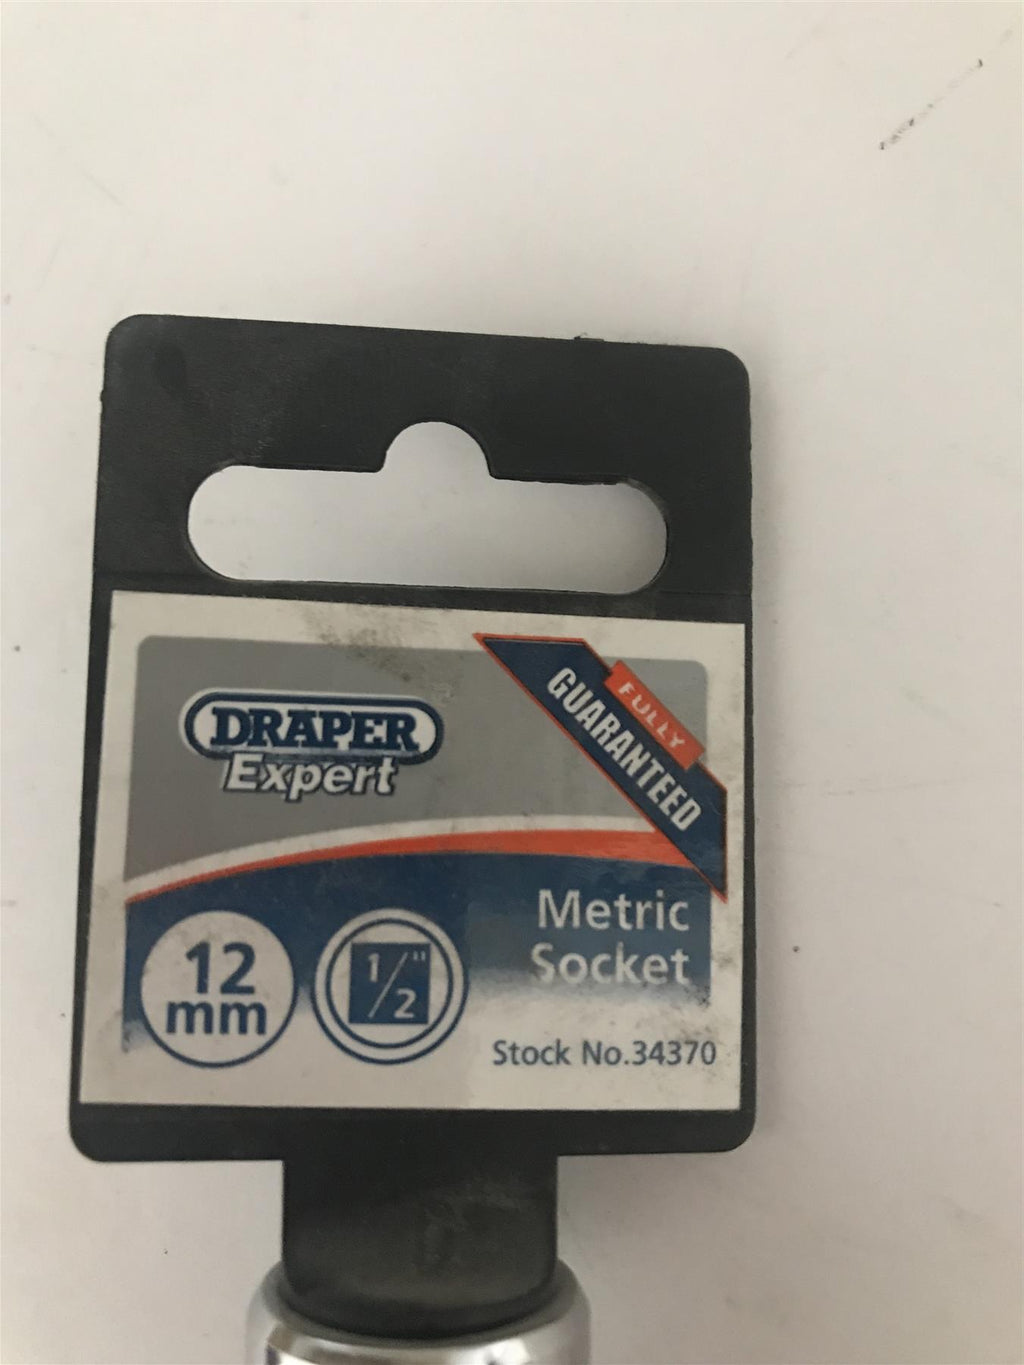 DRAPER
Expert
FULLY
GUARANTEED
Metric
Socket
12
mm
1/2"
Stock No.34370